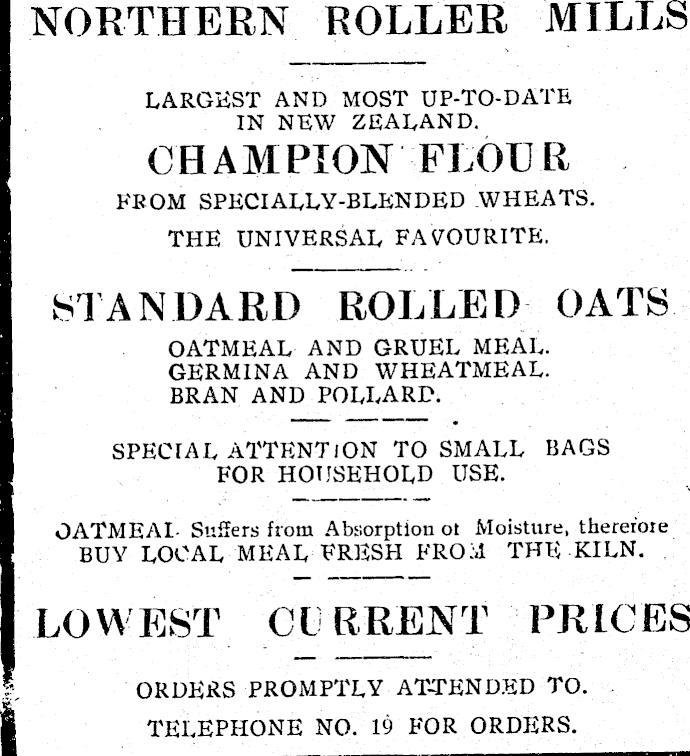 NORTHERN ROLLER MILLS
LARGEST AND MOST UP-TO-DATE
IN NEW ZEALAND.
CHAMPION FLOUR
FROM SPECIALLY-BLENDED WHEATS.
THE UNIVERSAL FAVOURITE.
STANDARD ROLLED OATS
OATMEAL AND GRUEL MEAL.
GERMINA AND WHEATMEAL.
BRAN AND POLLARD.
SPECIAL ATTENTION TO SMALL BAGS
FOR HOUSEHOLD USE.
OATMEAL Suffers from Absorption of Moisture, therefore
BUY LOCAL MEAL FRESH FROM THE KILN.
LOWEST CURRENT PRICES
ORDERS PROMPTLY ATTENDED TO.
TELEPHONE NO. 19 FOR ORDERS.